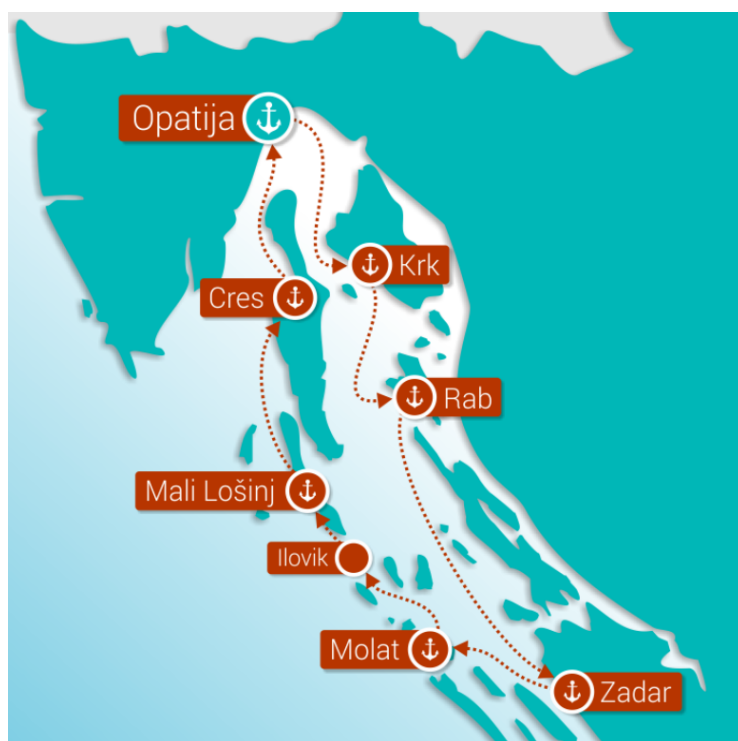 Opatija
Krk
Cres
Rab
Mali Lošinj
Ilovik
Molat
Zadar